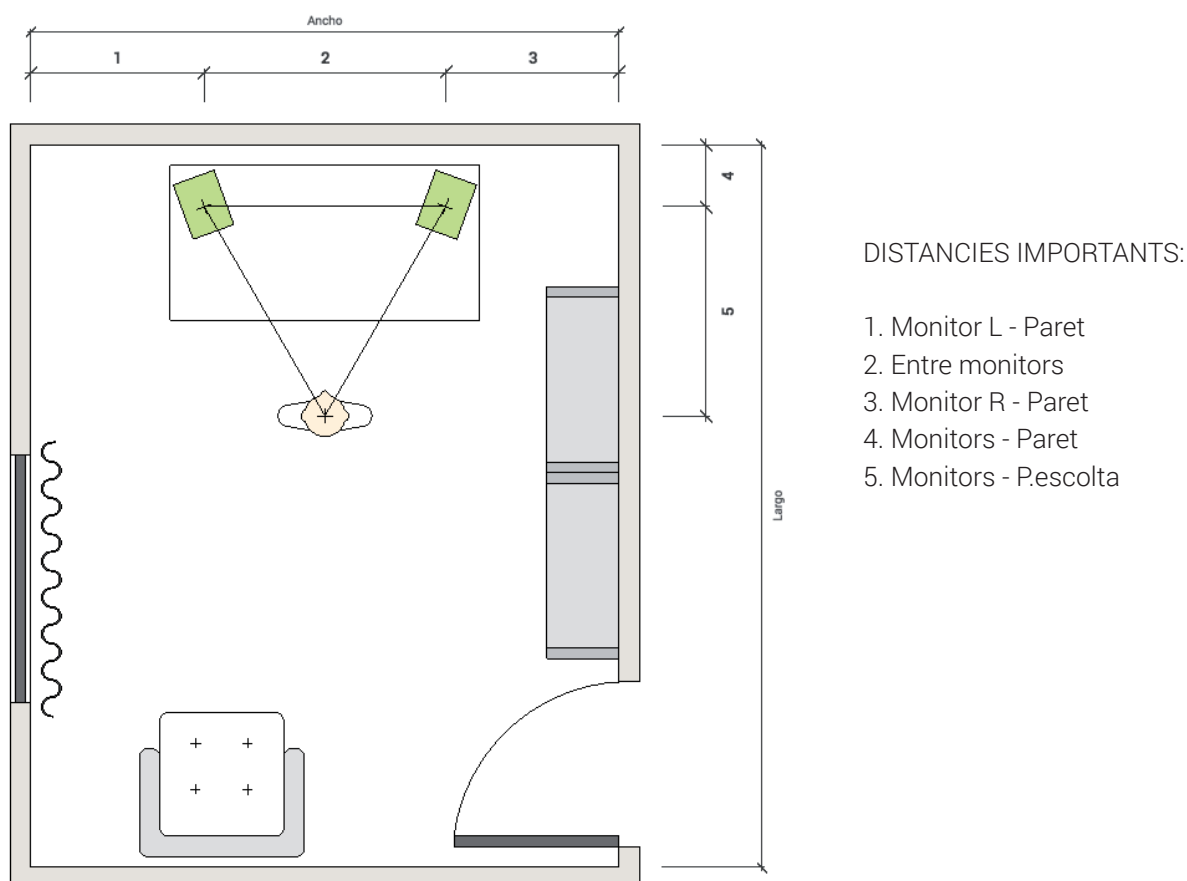 Ancho
1 2 3
4
5
Largo
DISTANCIES IMPORTANTS:
1. Monitor L - Paret
2. Entre monitors
3. Monitor R - Paret
4. Monitors - Paret
5. Monitors - P.escolta